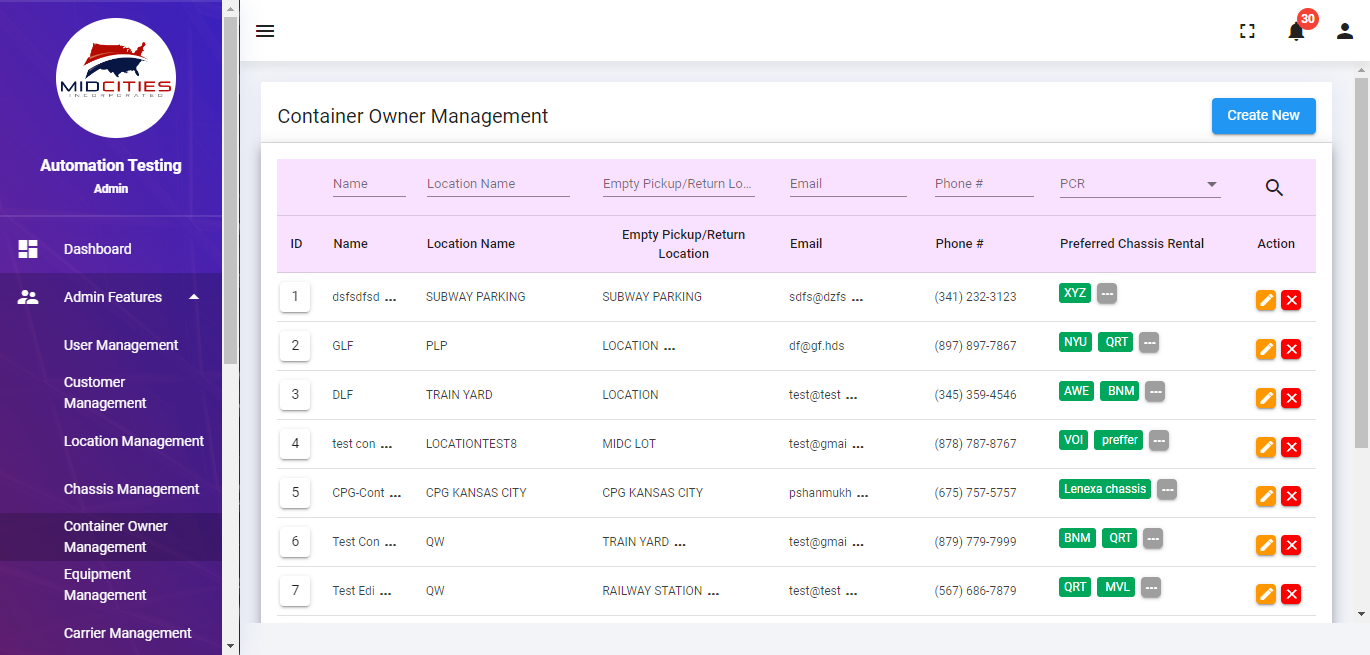 MIDCITIES
INCORPORATED
Automation Testing
Admin
Dashboard
Admin Features
User Management
Customer
Management
Location Management
Chassis Management
Container Owner
Management
Equipment
Management
Carrier Management
30
Container Owner Management
Create New
Name Location Name Empty Pickup/Return Lo... Email Phone # PCR
ID Name Location Name Empty Pickup/Return Location Email Phone # Preferred Chassis Rental Action
1 dsfsdfsd ... SUBWAY PARKING SUBWAY PARKING sdfs@dzfs ... (341) 232-3123 XYZ ---
2 GLF PLP LOCATION ... df@gf.hds (897) 897-7867 NYU QRT ---
3 DLF TRAIN YARD LOCATION test@test ... (345) 359-4546 AWE BNM ---
4 test con ... LOCATIONTEST8 MIDC LOT test@gmai ... (878) 787-8767 VOI preffer ---
5 CPG-Cont ... CPG KANSAS CITY CPG KANSAS CITY pshanmukh ... (675) 757-5757 Lenexa chassis ---
6 Test Con ... QW TRAIN YARD ... test@gmai ... (879) 779-7999 BNM QRT ---
7 Test Edi ... QW RAILWAY STATION ... test@test ... (567) 686-7879 QRT MVL ---